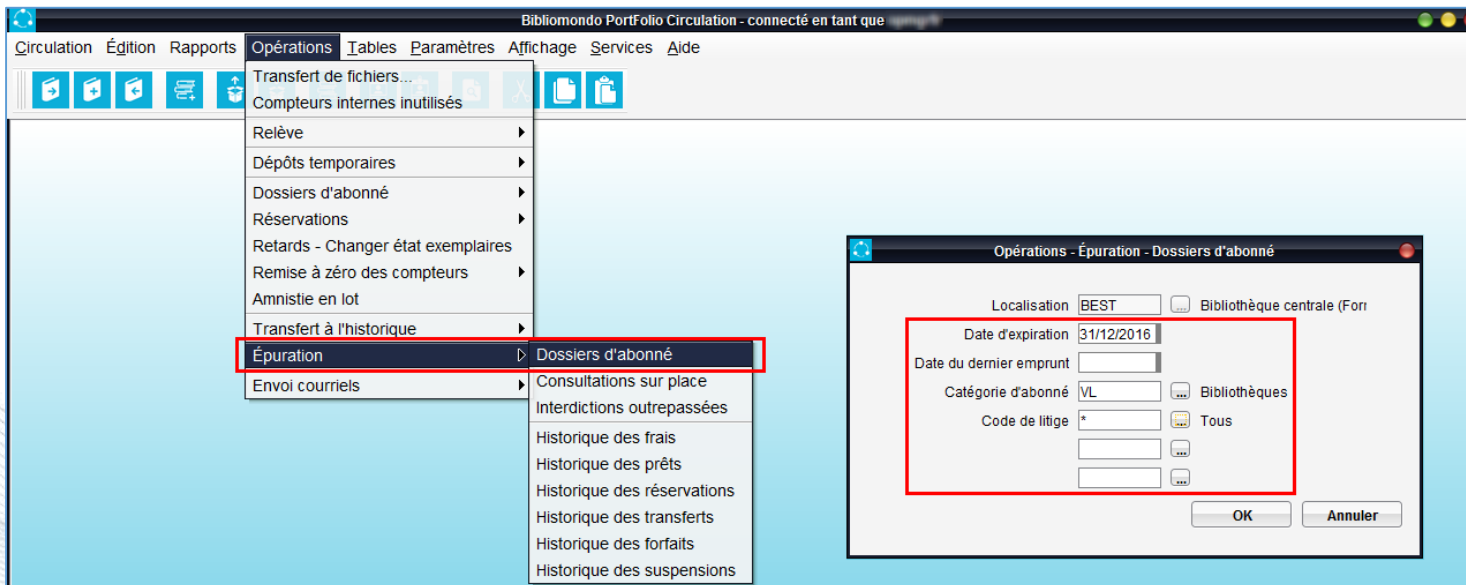 Bibliomondo PortFolio Circulation - connecté en tant que
Circulation Édition Rapports Opérations Tables Paramètres Affichage Services Aide
Transfert de fichiers...
Compteurs internes inutilisés
Relève
Dépôts temporaires
Dossiers d'abonné
Réservations
Retards - Changer état exemplaires
Remise à zéro des compteurs
Amnistie en lot
Transfert à l'historique
Épuration
Envoi courriels
Dossiers d'abonné
Consultations sur place
Interdictions outrepassées
Historique des frais
Historique des prêts
Historique des réservations
Historique des transferts
Historique des forfaits
Historique des suspensions
Opérations - Épuration - Dossiers d'abonné
Localisation BEST ... Bibliothèque centrale (For
Date d'expiration 31/12/2016
Date du dernier emprunt
Catégorie d'abonné VL ... Bibliothèques
Code de litige * ... Tous
...
...
OK Annuler